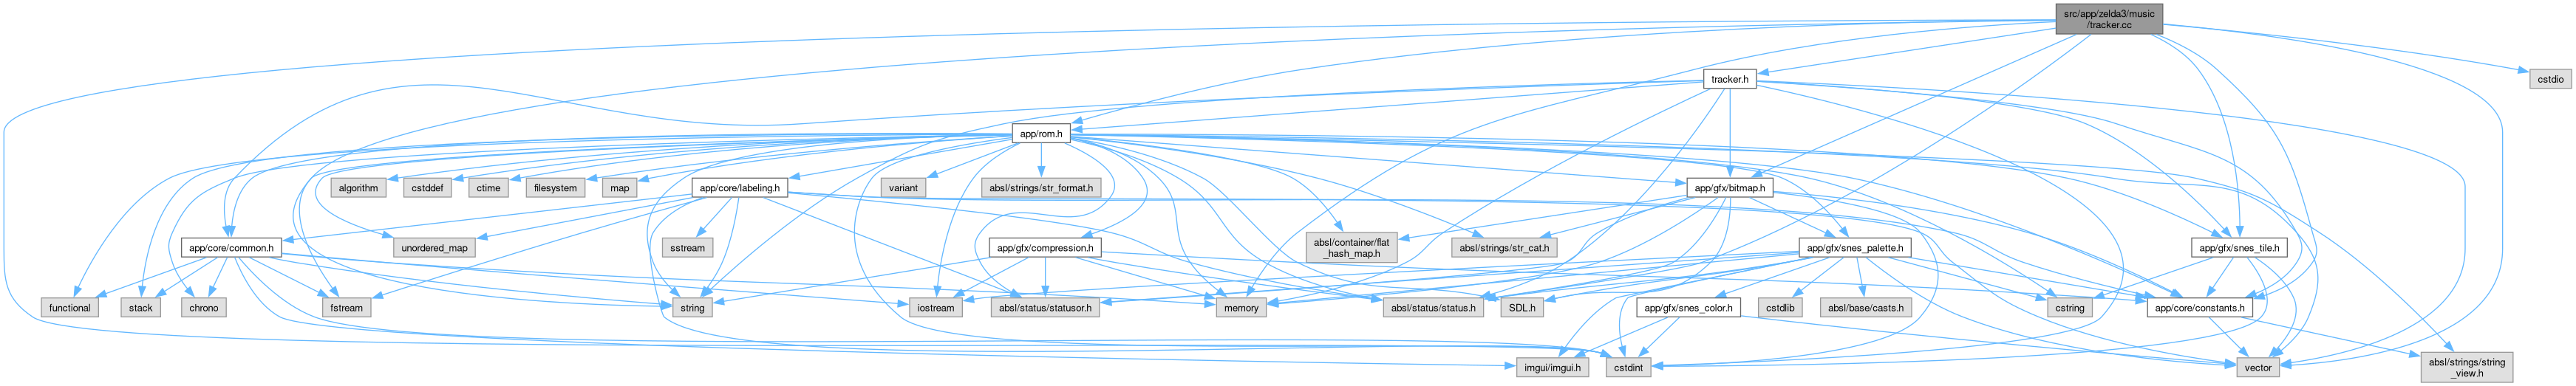 src/app/zelda3/music
/tracker.cc
tracker.h
cstdio
app/rom.h
algorithm
cstddef
ctime
filesystem
map
app/core/labeling.h
variant
absl/strings/str_format.h
app/gfx/bitmap.h
app/core/common.h
unordered_map
sstream
app/gfx/compression.h
absl/container/flat
_hash_map.h
absl/strings/str_cat.h
app/gfx/snes_palette.h
app/gfx/snes_tile.h
functional
stack
chrono
fstream
string
iostream
absl/status/statusor.h
memory
absl/status/status.h
SDL.h
app/gfx/snes_color.h
cstdlib
absl/base/casts.h
cstring
app/core/constants.h
imgui/imgui.h
cstdint
vector
absl/strings/string
_view.h